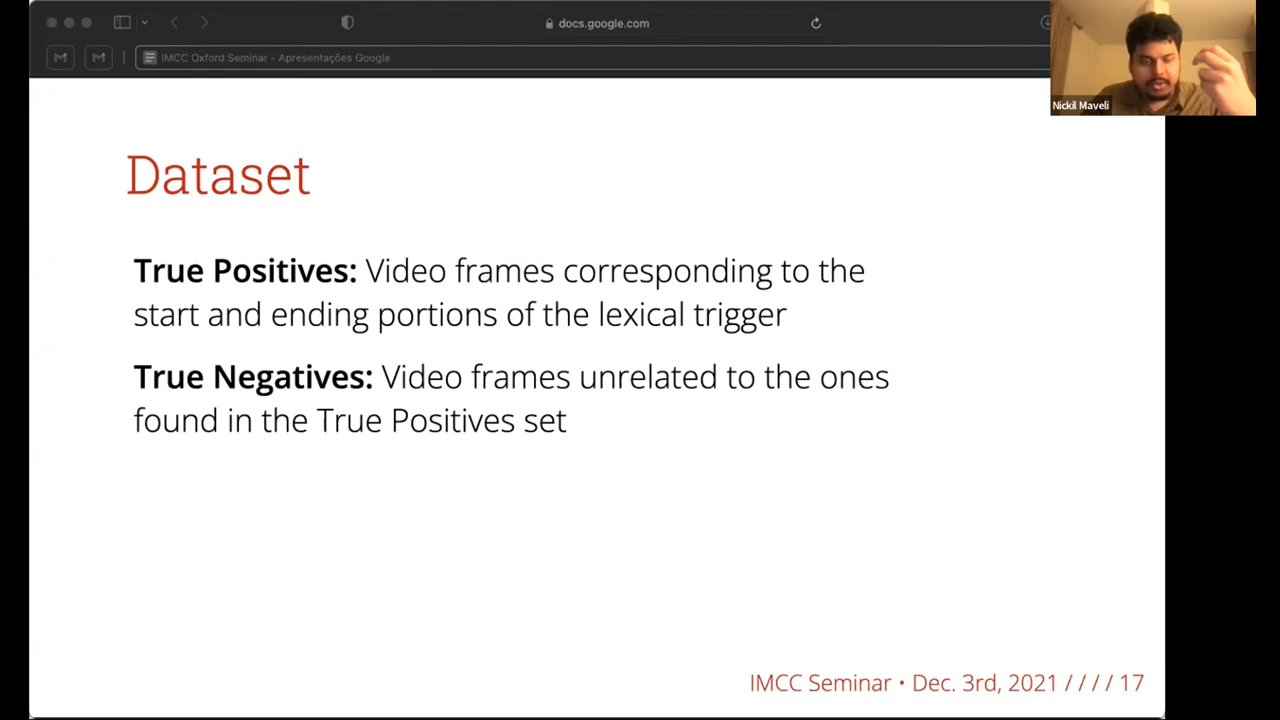 docs.google.com
IMCC Oxford Seminar - Apresentações Google
Nickil Maveli
Dataset
True Positives: Video frames corresponding to the
start and ending portions of the lexical trigger
True Negatives: Video frames unrelated to the ones
found in the True Positives set
IMCC Seminar • Dec. 3rd, 2021 / / / / 17